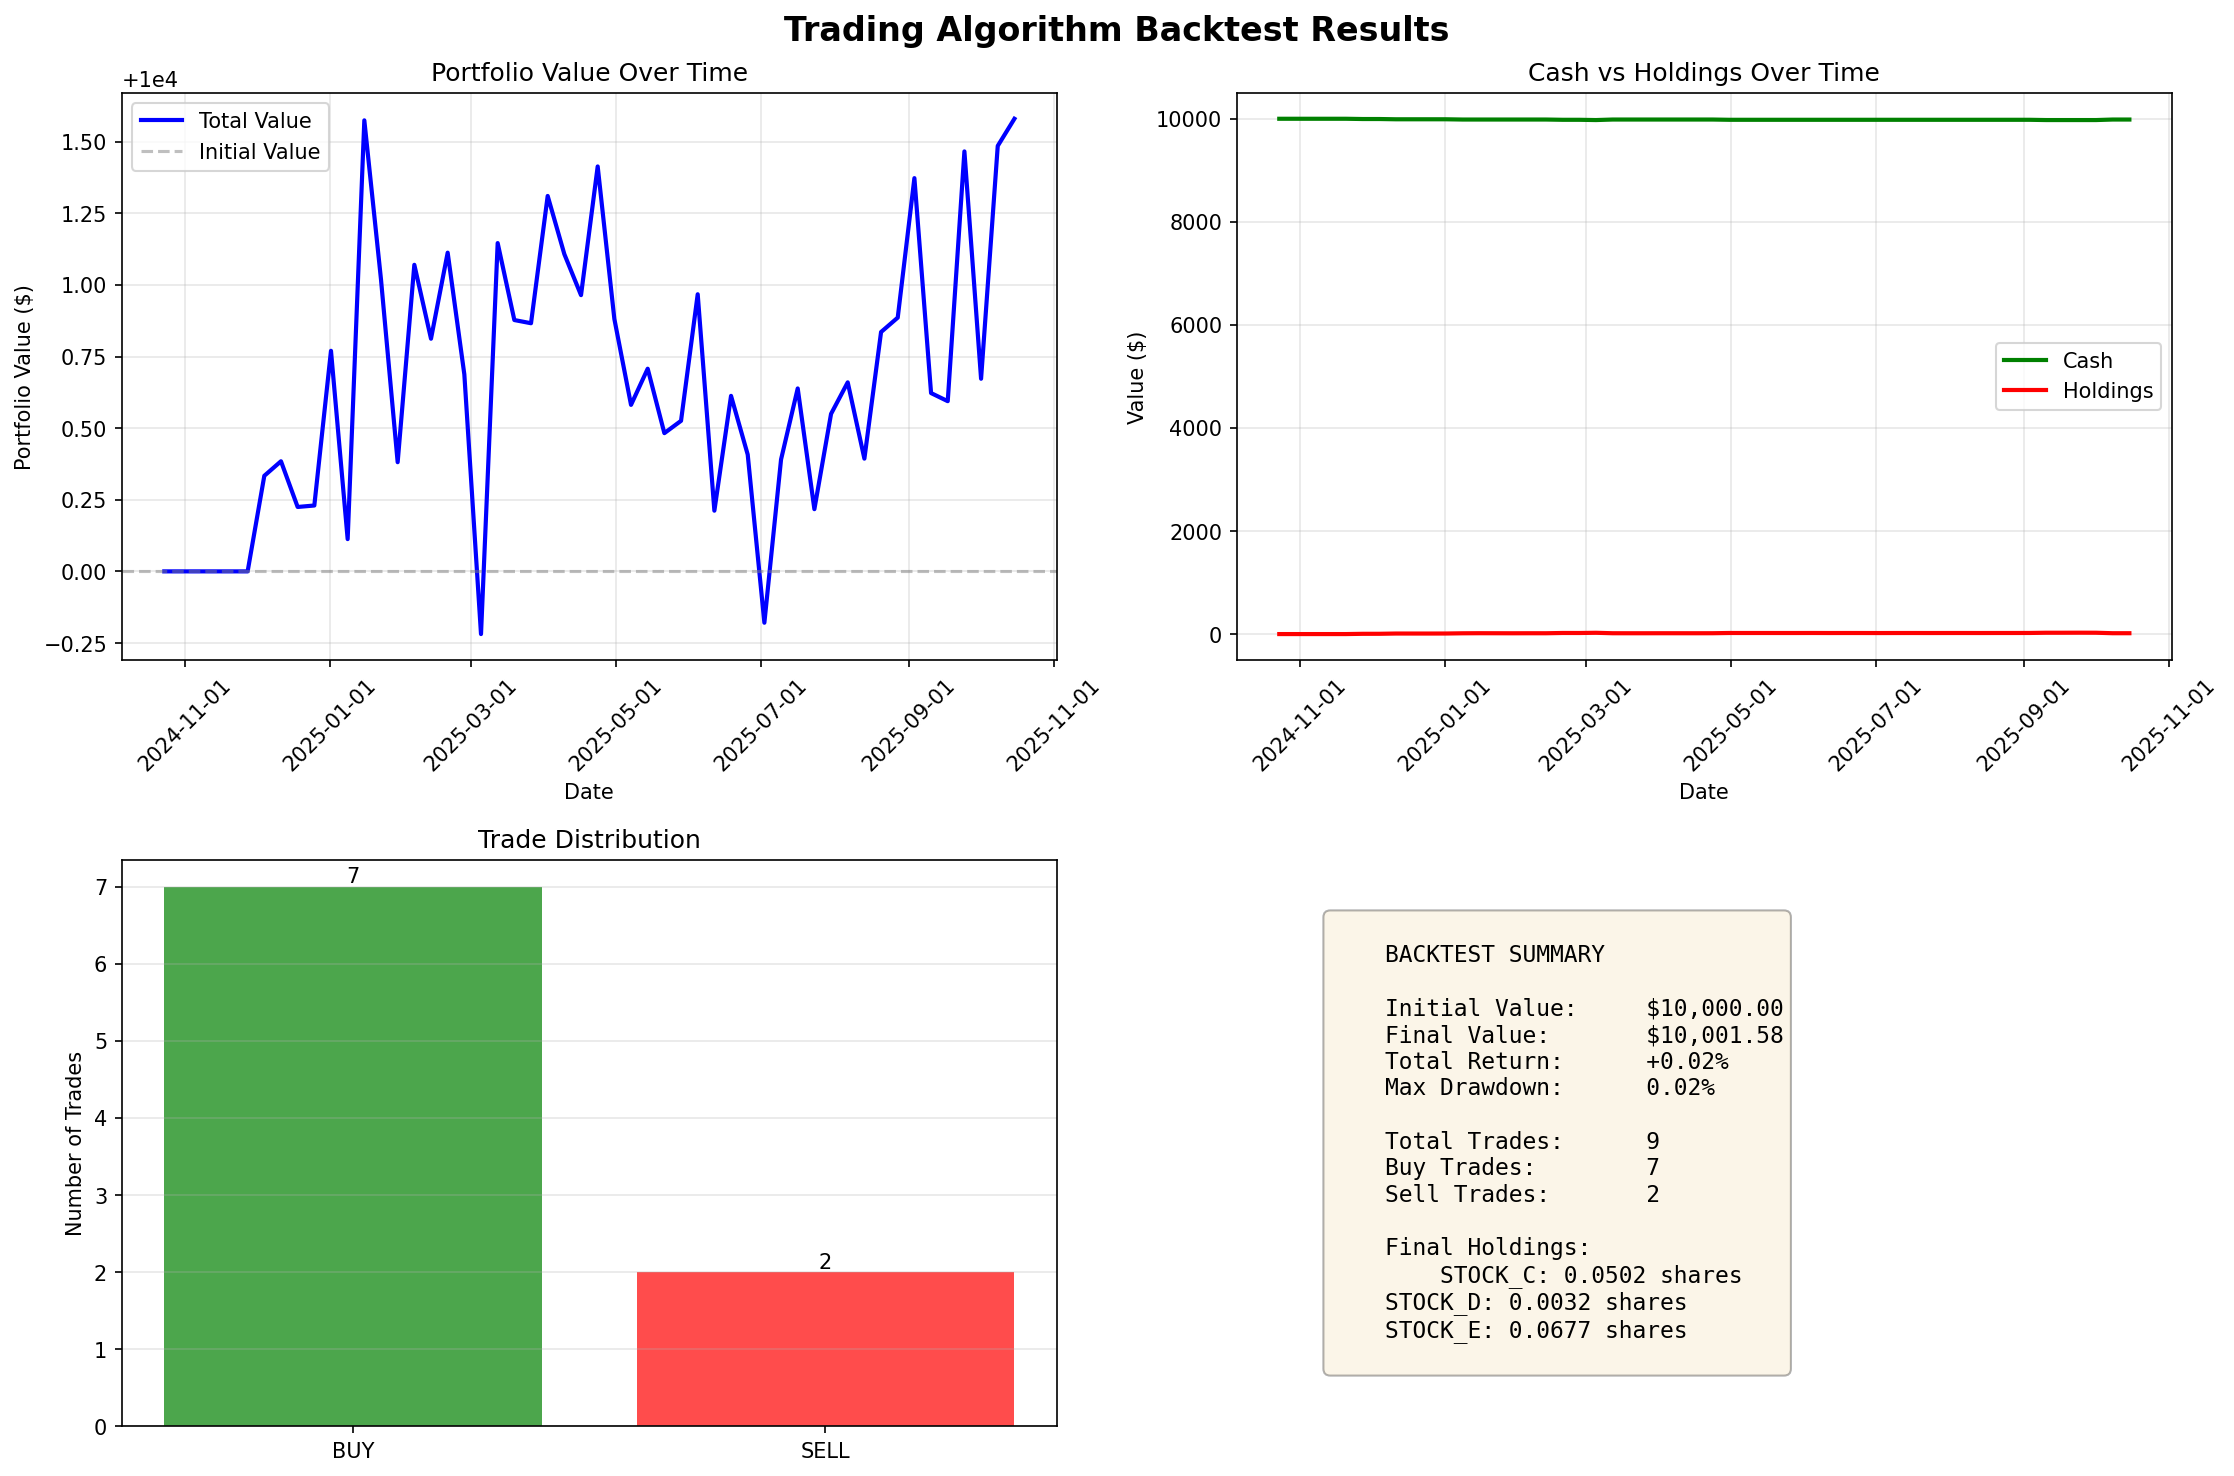 Trading Algorithm Backtest Results
Portfolio Value Over Time
+1e4
Total Value
Initial Value
1.50
1.25
1.00
0.75
0.50
0.25
0.00
−0.25
Portfolio Value ($)
2024-11-01
2025-01-01
2025-03-01
2025-05-01
2025-07-01
2025-09-01
2025-11-01
Date
Cash vs Holdings Over Time
10000
8000
6000
4000
2000
0
Value ($)
Cash
Holdings
2024-11-01
2025-01-01
2025-03-01
2025-05-01
2025-07-01
2025-09-01
2025-11-01
Date
Trade Distribution
7
6
5
4
3
2
1
0
Number of Trades
7
2
BUY
SELL
BACKTEST SUMMARY
Initial Value: $10,000.00
Final Value: $10,001.58
Total Return: +0.02%
Max Drawdown: 0.02%
Total Trades: 9
Buy Trades: 7
Sell Trades: 2
Final Holdings:
STOCK_C: 0.0502 shares
STOCK_D: 0.0032 shares
STOCK_E: 0.0677 shares